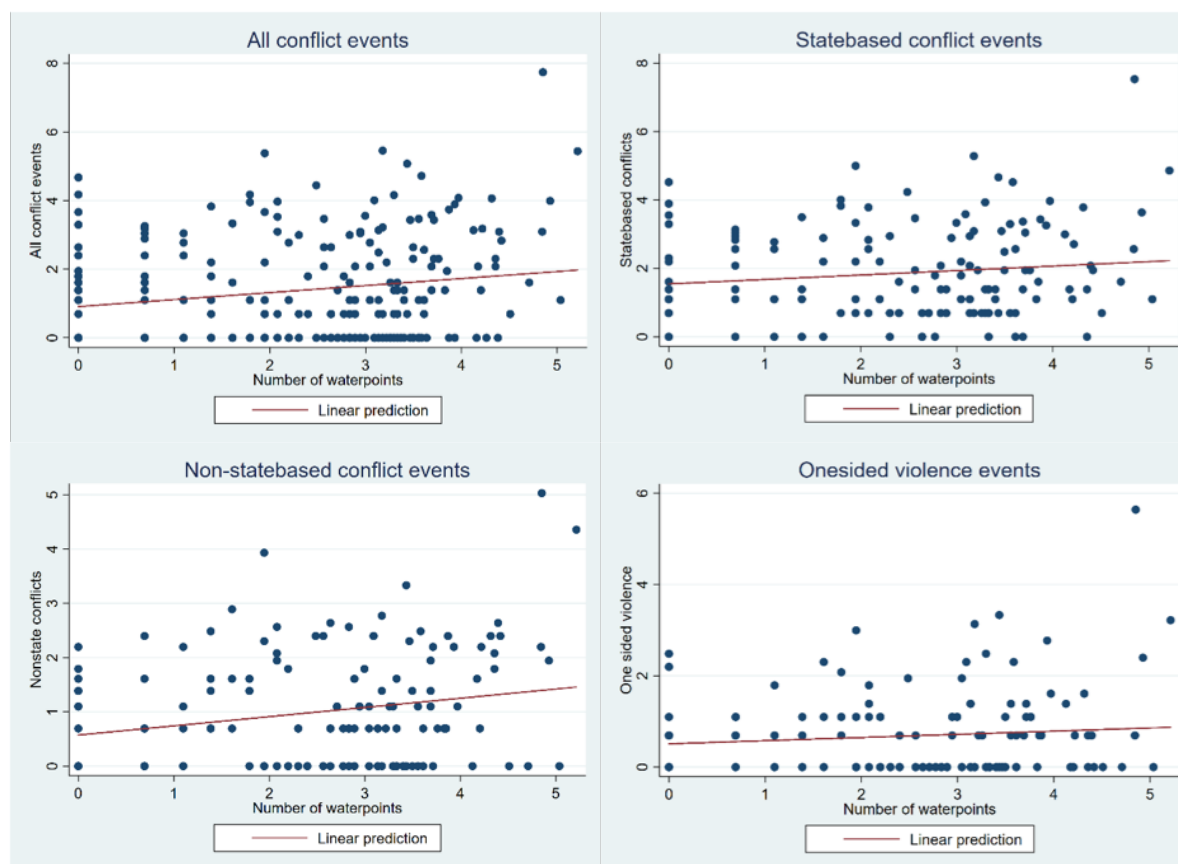 All conflict events
All conflict events
8
6
4
2
0
0 1 2 3 4 5
Number of waterpoints
Linear prediction
Statebased conflict events
Statebased conflicts
8
6
4
2
0
0 1 2 3 4 5
Number of waterpoints
Linear prediction
Non-statebased conflict events
Nonstate conflicts
5
4
3
2
1
0
0 1 2 3 4 5
Number of waterpoints
Linear prediction
Onesided violence events
One sided violence
6
4
2
0
0 1 2 3 4 5
Number of waterpoints
Linear prediction